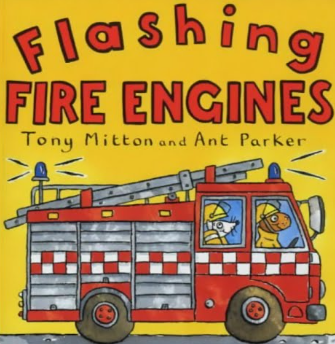 Flashing
FIRE ENGINES
Tony Mitton and Ant Parker